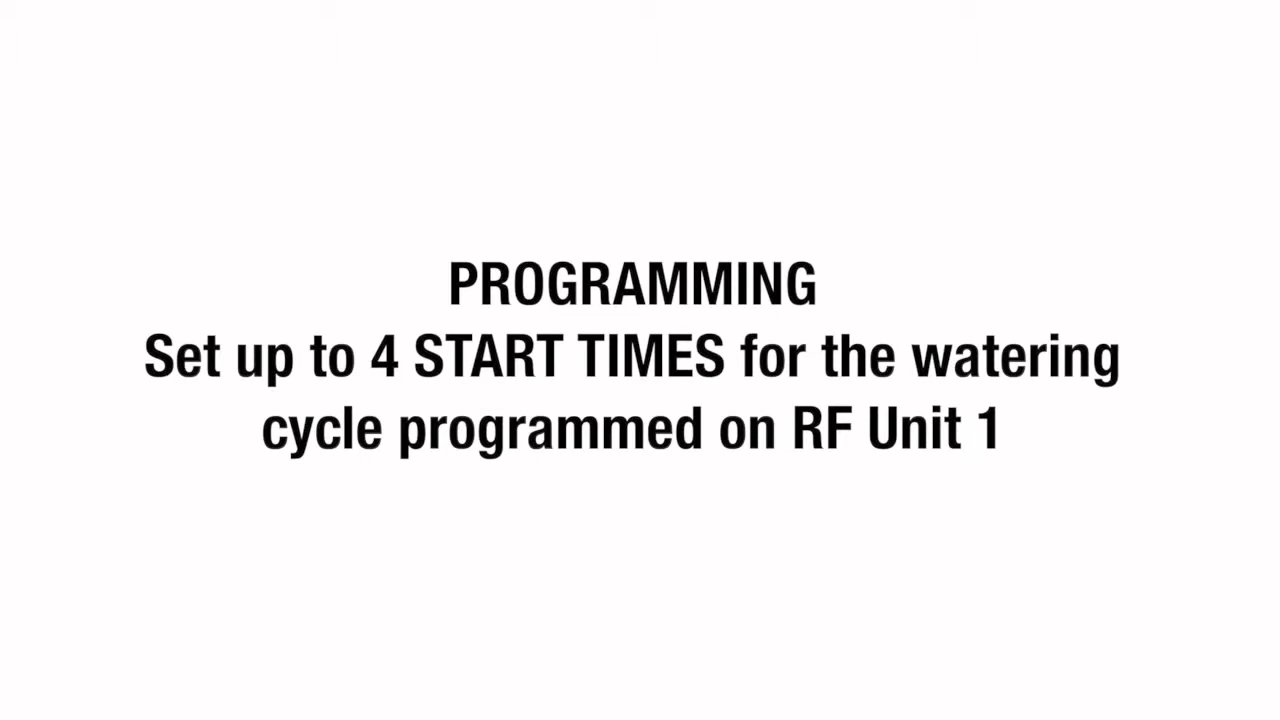 PROGRAMMING
Set up to 4 START TIMES for the watering
cycle programmed on RF Unit 1